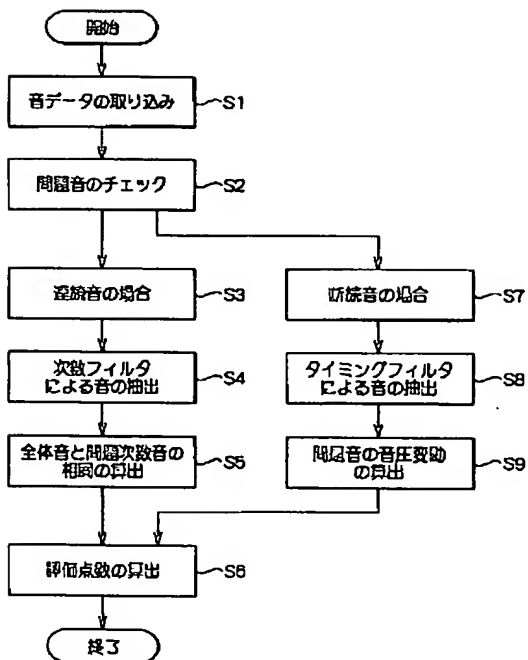 開始
音データの取り込み
S1
問題音のチェック
S2
連続音の場合
S3
断続音の場合
S7
次数フィルタ
による音の抽出
S4
タイミングフィルタ
による音の抽出
S8
全体音と問題次数音の
相関の算出
S5
問題音の音圧変動
の算出
S9
評価点数の算出
S6
終了